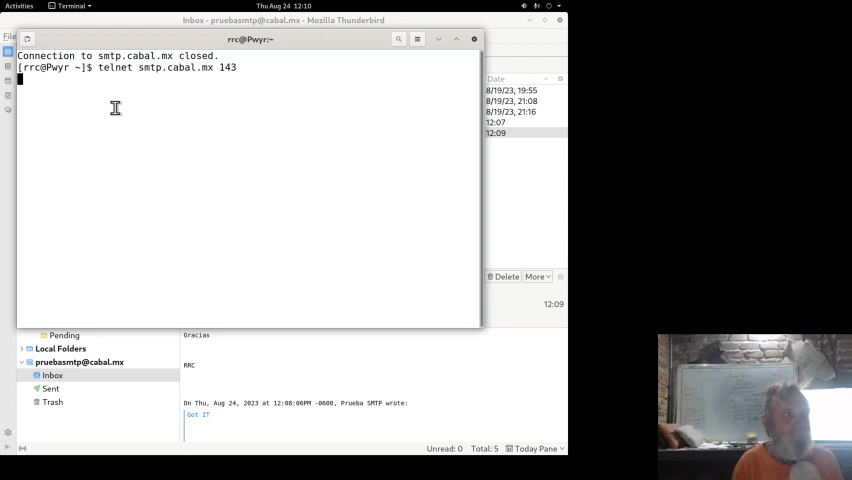 Activities
Terminal
Thu Aug 24 12:10
Inbox - pruebasmtp@cabal.mx - Mozilla Thunderbird
File
rrc@Pwyr:~
Connection to smtp.cabal.mx closed.
[rrc@Pwyr ~]$ telnet smtp.cabal.mx 143
Date
8/19/23, 19:55
8/19/23, 21:08
8/19/23, 21:16
12:07
12:09
Delete More
12:09
Pending
Local Folders
pruebasmtp@cabal.mx
Inbox
Sent
Trash
Gracias
RRC
On Thu, Aug 24, 2023 at 12:08:06PM -0600, Prueba SMTP wrote:
Got IT
Unread: 0 Total: 5 Today Pane